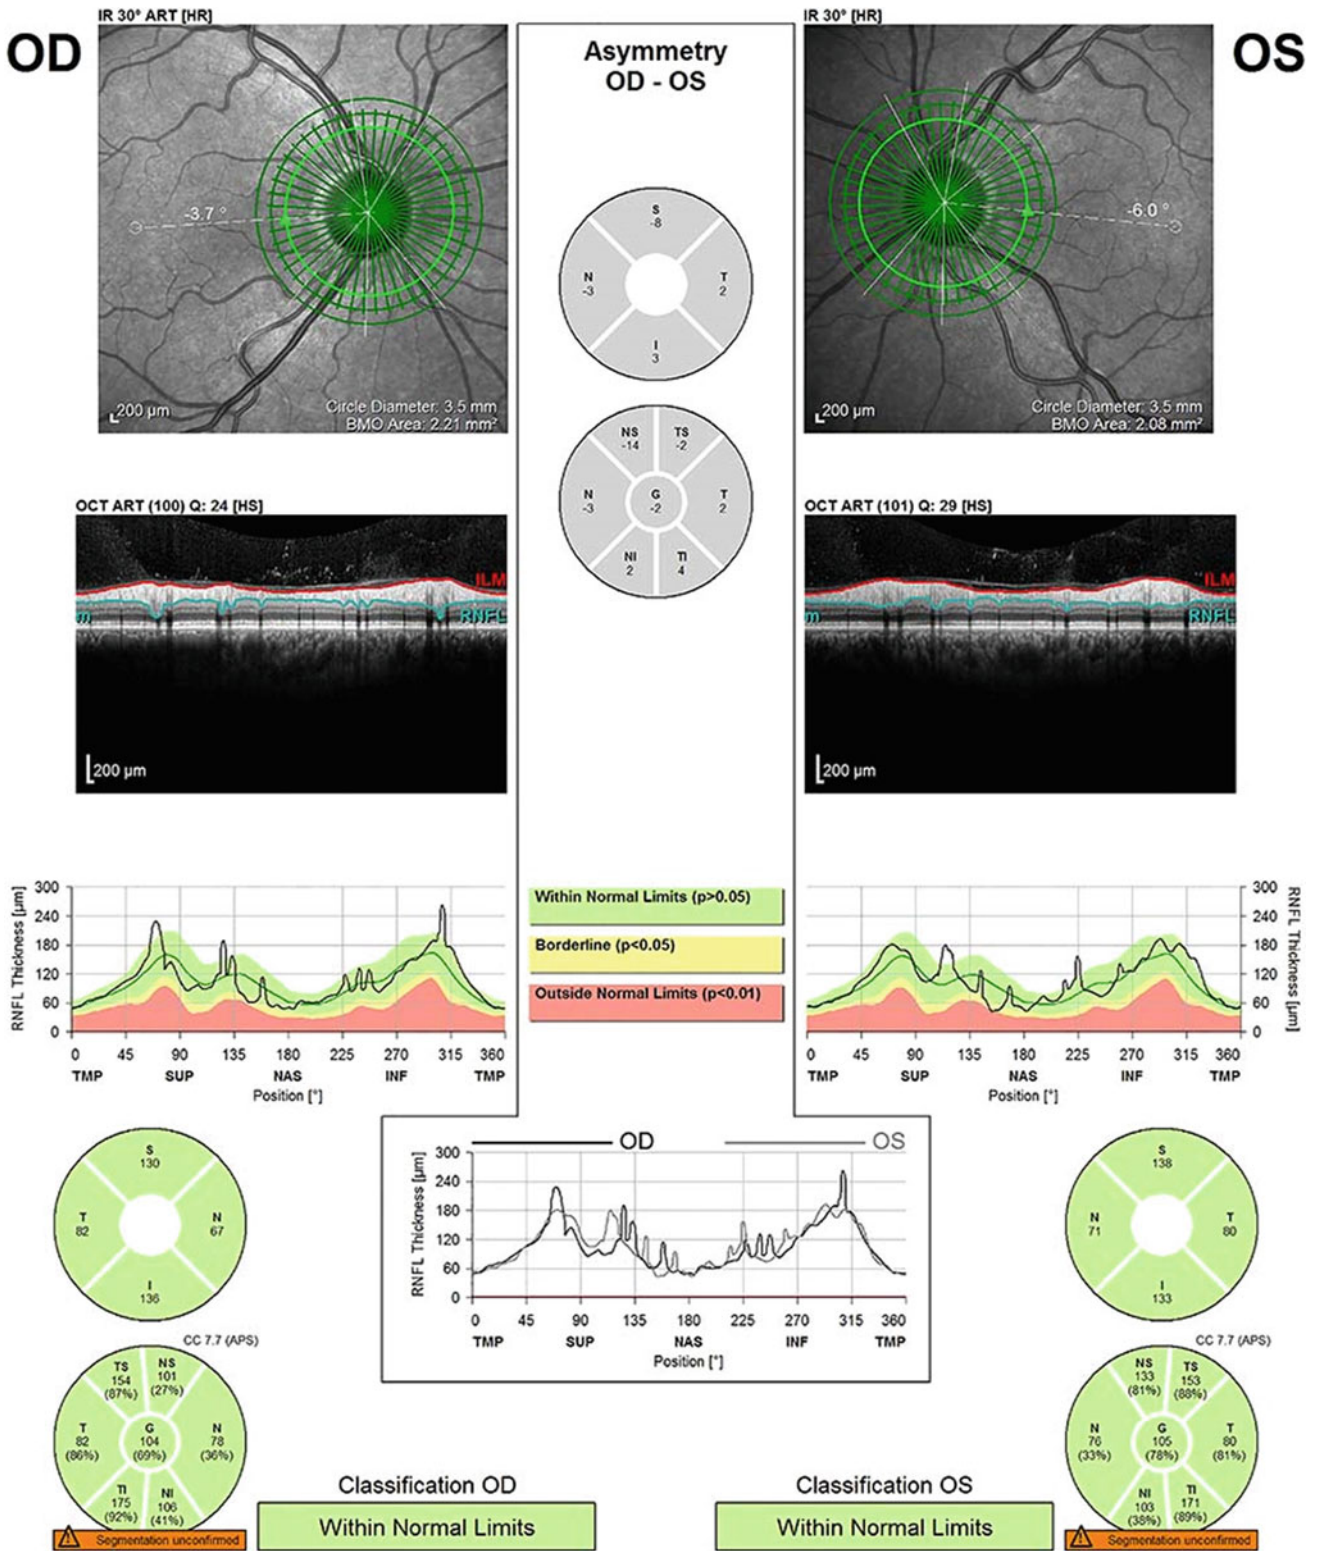 IR 30° ART [HR]
OD
-3.7 °
200 µm
Circle Diameter: 3.5 mm
BMO Area: 2.21 mm²
Asymmetry
OD - OS
S
-8
N
-3
T
2
I
3
NS
-14
TS
-2
N
-3
G
-2
T
2
NI
2
TI
4
IR 30° ART [HR]
OS
-6.0 °
200 µm
Circle Diameter: 3.5 mm
BMO Area: 2.08 mm²
OCT ART (100) Q: 24 [HS]
ILM
m
RNFL
200 µm
OCT ART (101) Q: 29 [HS]
ILM
m
RNFL
200 µm
RNFL Thickness [µm]
300
240
180
120
60
0
0 45 90 135 180 225 270 315 360
TMP SUP NAS INF TMP
Position [°]
Within Normal Limits (p>0.05)
Borderline (p<0.05)
Outside Normal Limits (p<0.01)
300
240
180
120
60
0
RNFL Thickness [µm]
0 45 90 135 180 225 270 315 360
TMP SUP NAS INF TMP
Position [°]
OD
OS
RNFL Thickness [µm]
300
240
180
120
60
0
0 45 90 135 180 225 270 315 360
TMP SUP NAS INF TMP
Position [°]
S
130
T
82
N
67
I
136
CC 7.7 (APS)
TS
154
(87%)
NS
101
(27%)
T
82
(86%)
G
104
(69%)
N
78
(36%)
TI
175
(92%)
NI
106
(41%)
Segmentation unconfirmed
Classification OD
Within Normal Limits
S
138
N
71
T
80
I
133
CC 7.7 (APS)
NS
133
(81%)
TS
153
(88%)
N
76
(33%)
G
105
(78%)
T
80
(81%)
NI
103
(38%)
TI
171
(89%)
Segmentation unconfirmed
Classification OS
Within Normal Limits